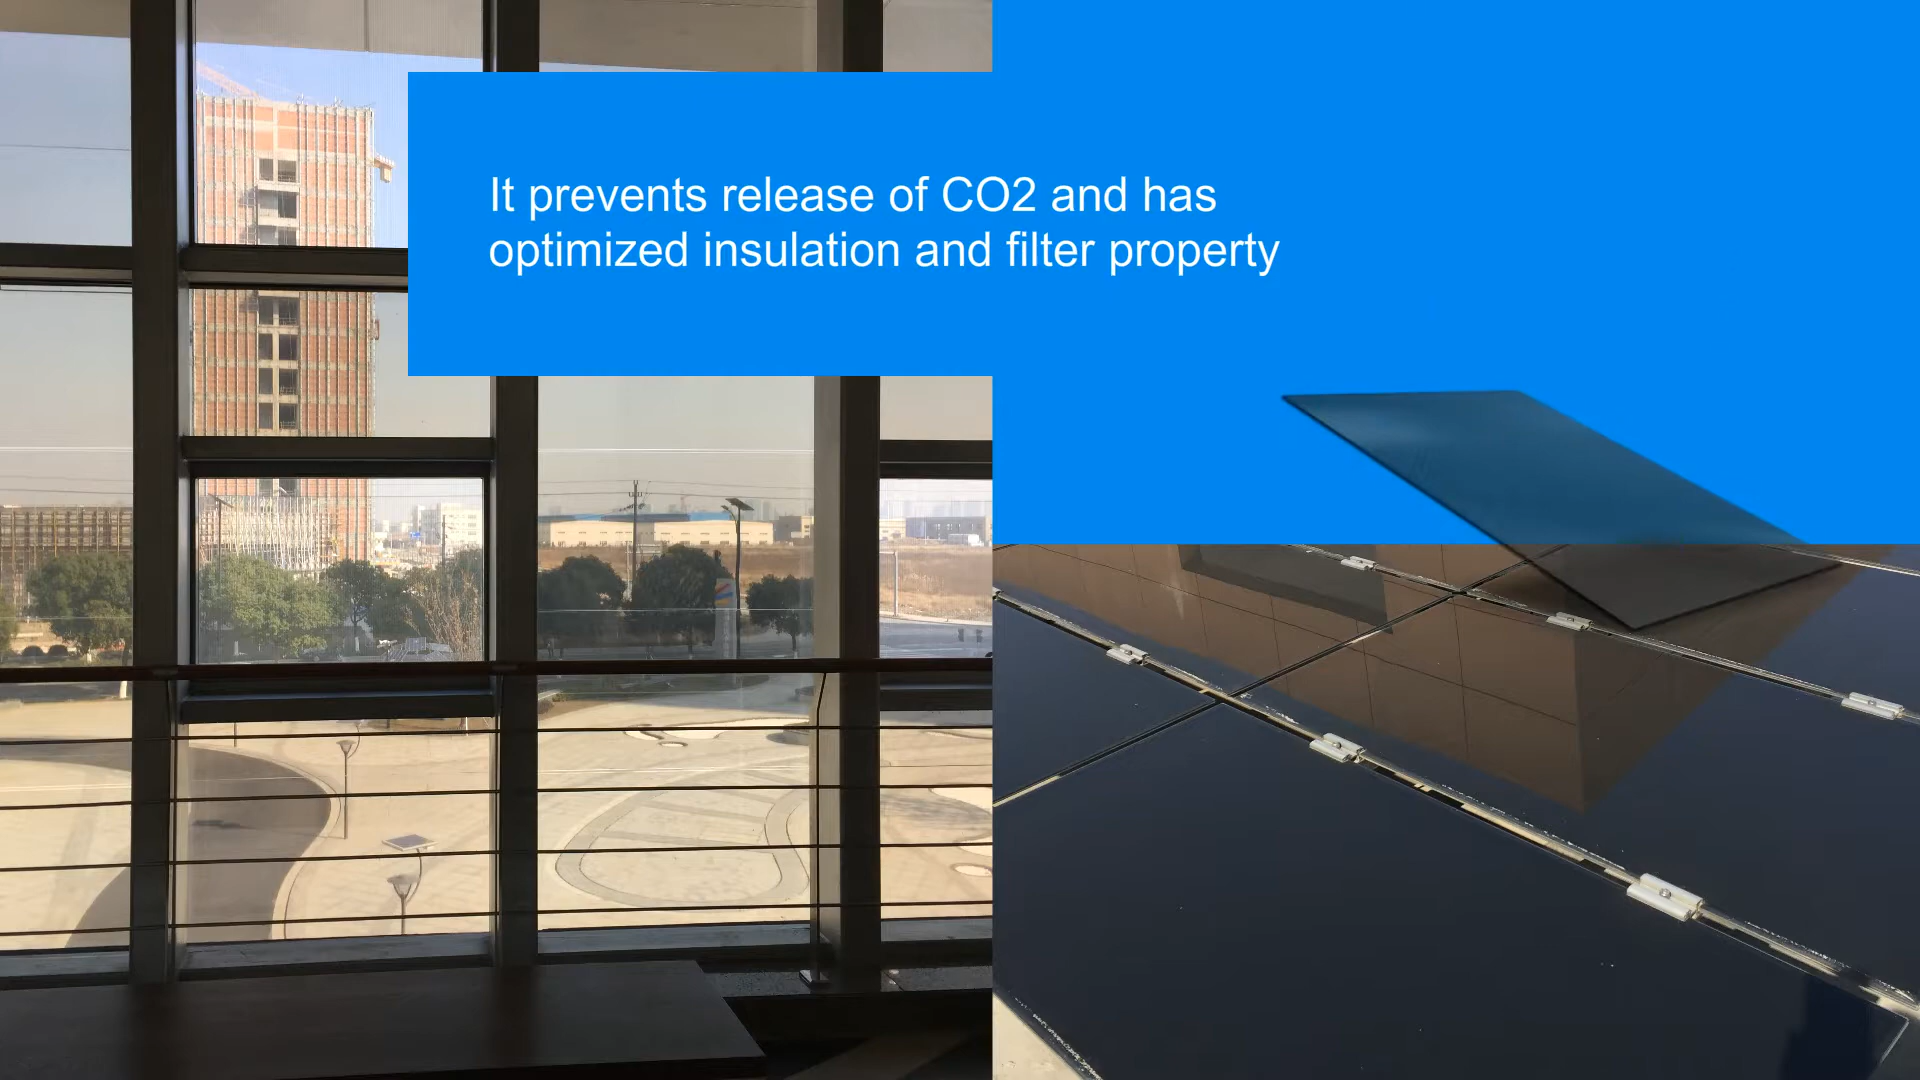 It prevents release of CO2 and has
optimized insulation and filter property